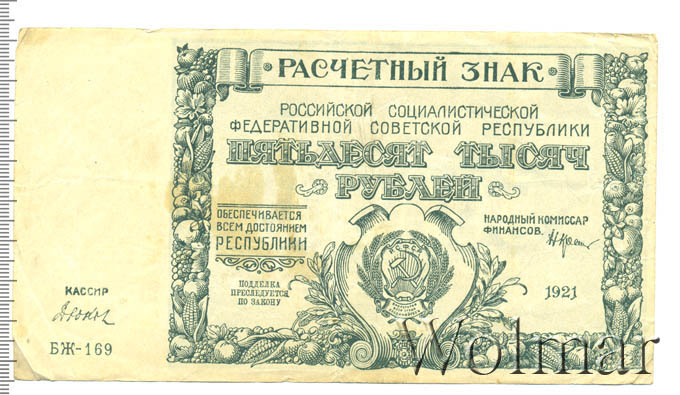 РАСЧЕТНЫЙ ЗНАК
РОССИЙСКОЙ СОЦИАЛИСТИЧЕСКОЙ
ФЕДЕРАТИВНОЙ СОВЕТСКОЙ РЕСПУБЛИКИ
ПЯТЬДЕСЯТ ТЫСЯЧ
РУБЛЕЙ
ОБЕСПЕЧИВАЕТСЯ
ВСЕМ ДОСТОЯНИЕМ
РЕСПУБЛИКИ
НАРОДНЫЙ КОМИССАР
ФИНАНСОВ.
ПОДДЕЛКА
ПРЕСЛЕДУЕТСЯ
ПО ЗАКОНУ
1921
КАССИР
БЖ-169
Wolmar